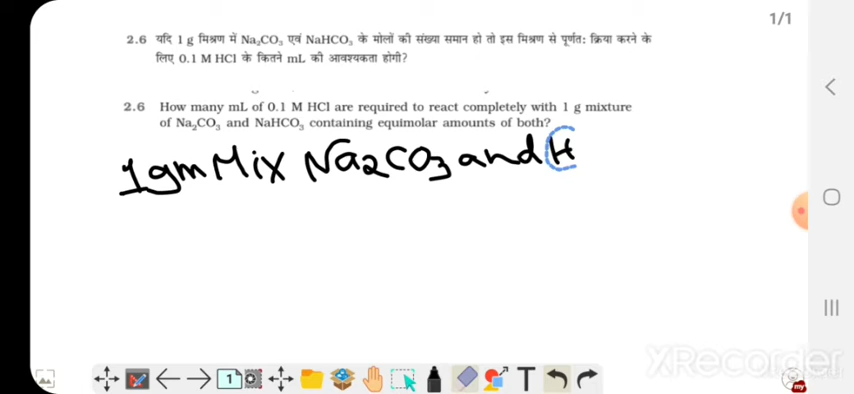 1/1
2.6 यदि 1 g मिश्रण में Na₂CO₃ एवं NaHCO₃ के मोलों की संख्या समान हो तो इस मिश्रण से पूर्णत: क्रिया करने के
लिए 0.1 M HCl के कितने mL की आवश्यकता होगी?
2.6 How many mL of 0.1 M HCl are required to react completely with 1 g mixture
of Na₂CO₃ and NaHCO₃ containing equimolar amounts of both?
1gm Mix Na₂CO₃ and H
1 T
XRecorder
my